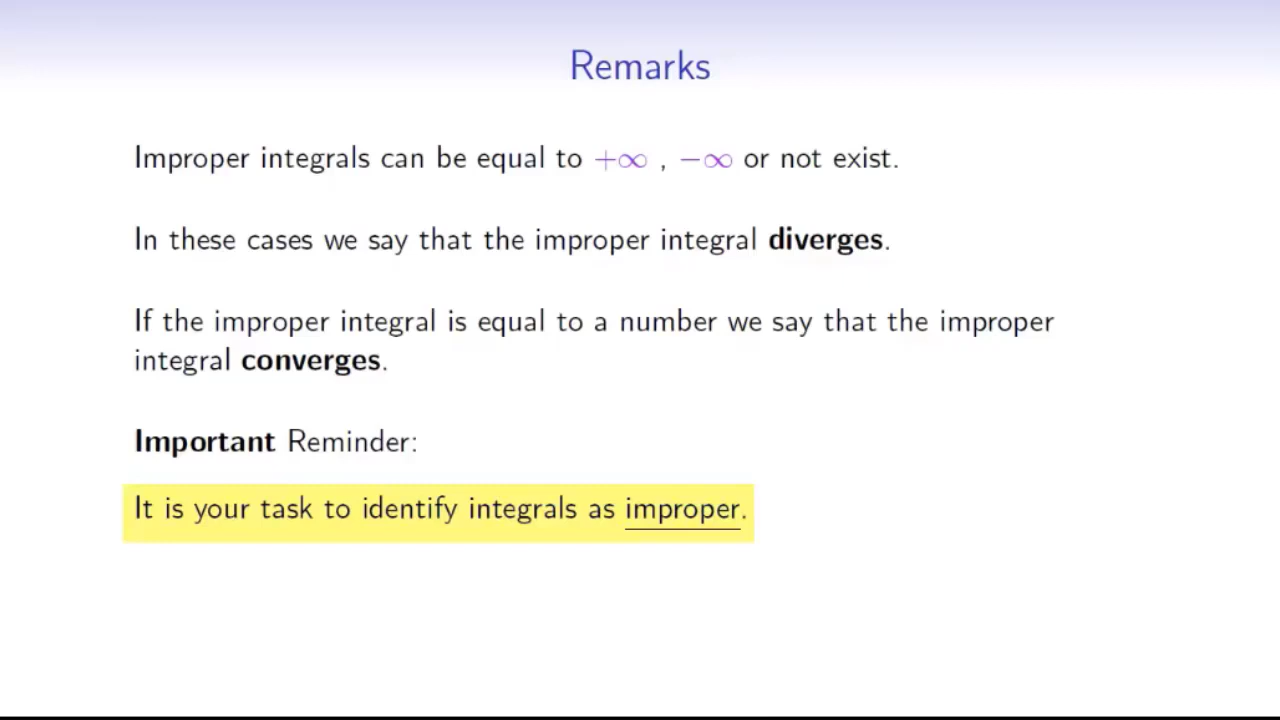 Remarks
Improper integrals can be equal to +∞ , −∞ or not exist.
In these cases we say that the improper integral diverges.
If the improper integral is equal to a number we say that the improper
integral converges.
Important Reminder:
It is your task to identify integrals as improper.